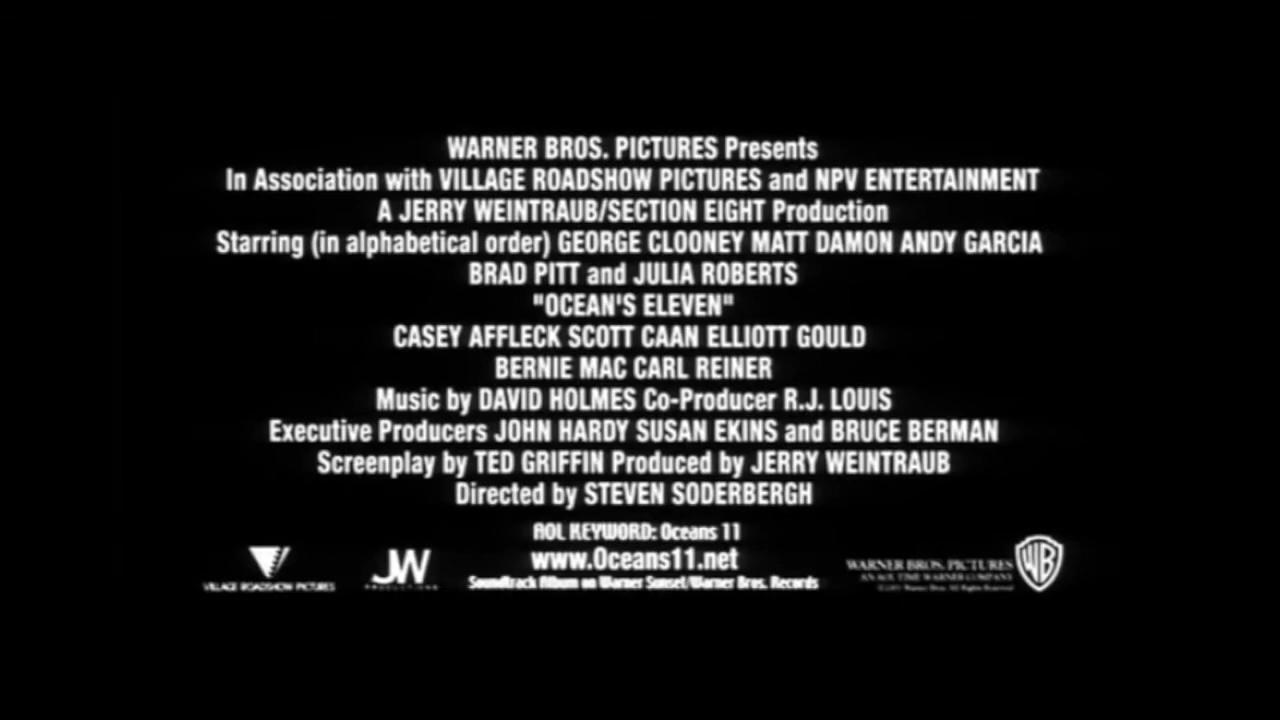 WARNER BROS. PICTURES Presents
In Association with VILLAGE ROADSHOW PICTURES and NPV ENTERTAINMENT
A JERRY WEINTRAUB/SECTION EIGHT Production
Starring (in alphabetical order) GEORGE CLOONEY MATT DAMON ANDY GARCIA
BRAD PITT and JULIA ROBERTS
"OCEAN'S ELEVEN"
CASEY AFFLECK SCOTT CAAN ELLIOTT GOULD
BERNIE MAC CARL REINER
Music by DAVID HOLMES Co-Producer R.J. LOUIS
Executive Producers JOHN HARDY SUSAN EKINS and BRUCE BERMAN
Screenplay by TED GRIFFIN Produced by JERRY WEINTRAUB
Directed by STEVEN SODERBERGH
AOL KEYWORD: Oceans 11
www.Oceans11.net
Soundtrack Album on Warner Sunset/Warner Bros. Records
VILLAGE ROADSHOW PICTURES
JW
PRODUCTIONS
WARNER BROS. PICTURES
AN AOL TIME WARNER COMPANY
WB